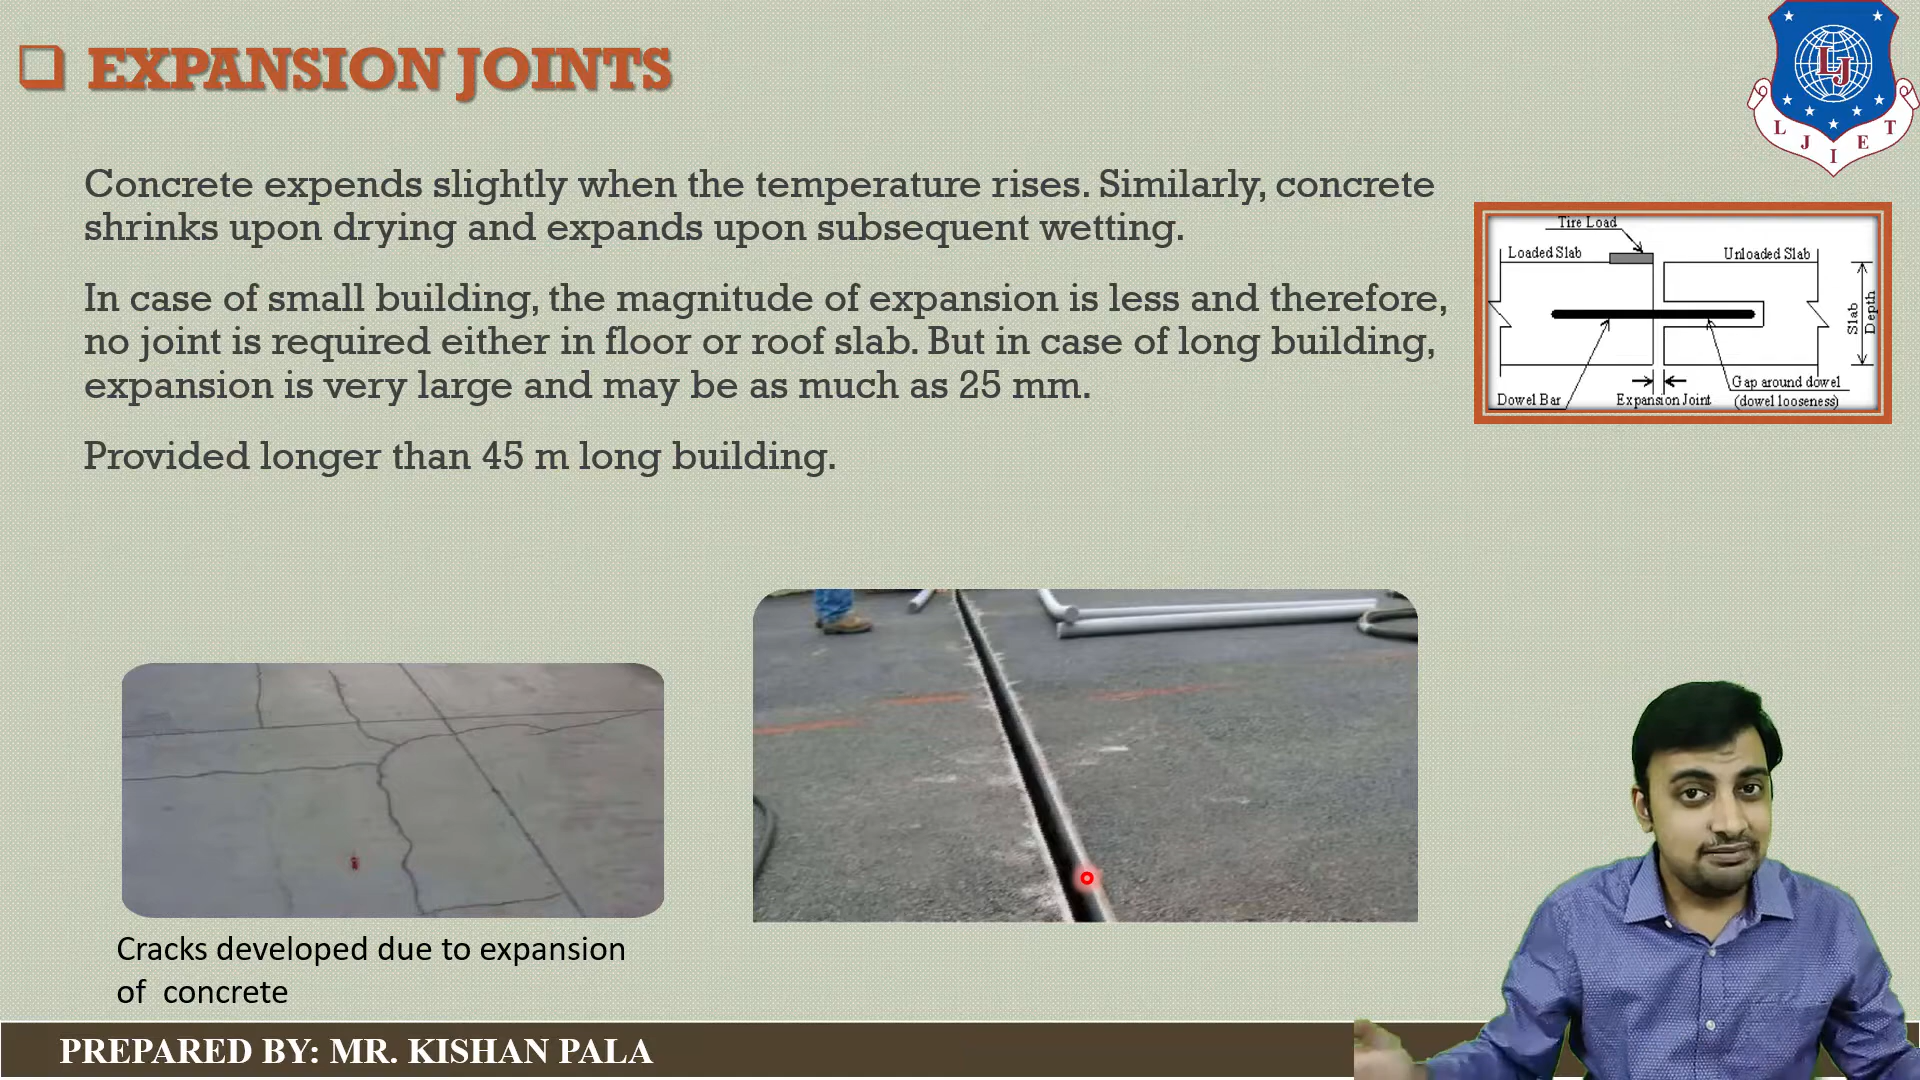 EXPANSION JOINTS
L J I E T
LJ
Concrete expends slightly when the temperature rises. Similarly, concrete
shrinks upon drying and expands upon subsequent wetting.
In case of small building, the magnitude of expansion is less and therefore,
no joint is required either in floor or roof slab. But in case of long building,
expansion is very large and may be as much as 25 mm.
Provided longer than 45 m long building.
Tire Load
Loaded Slab
Unloaded Slab
Slab
Depth
Gap around dowel
Dowel Bar
Expansion Joint
(dowel looseness)
Cracks developed due to expansion
of concrete
PREPARED BY: MR. KISHAN PALA